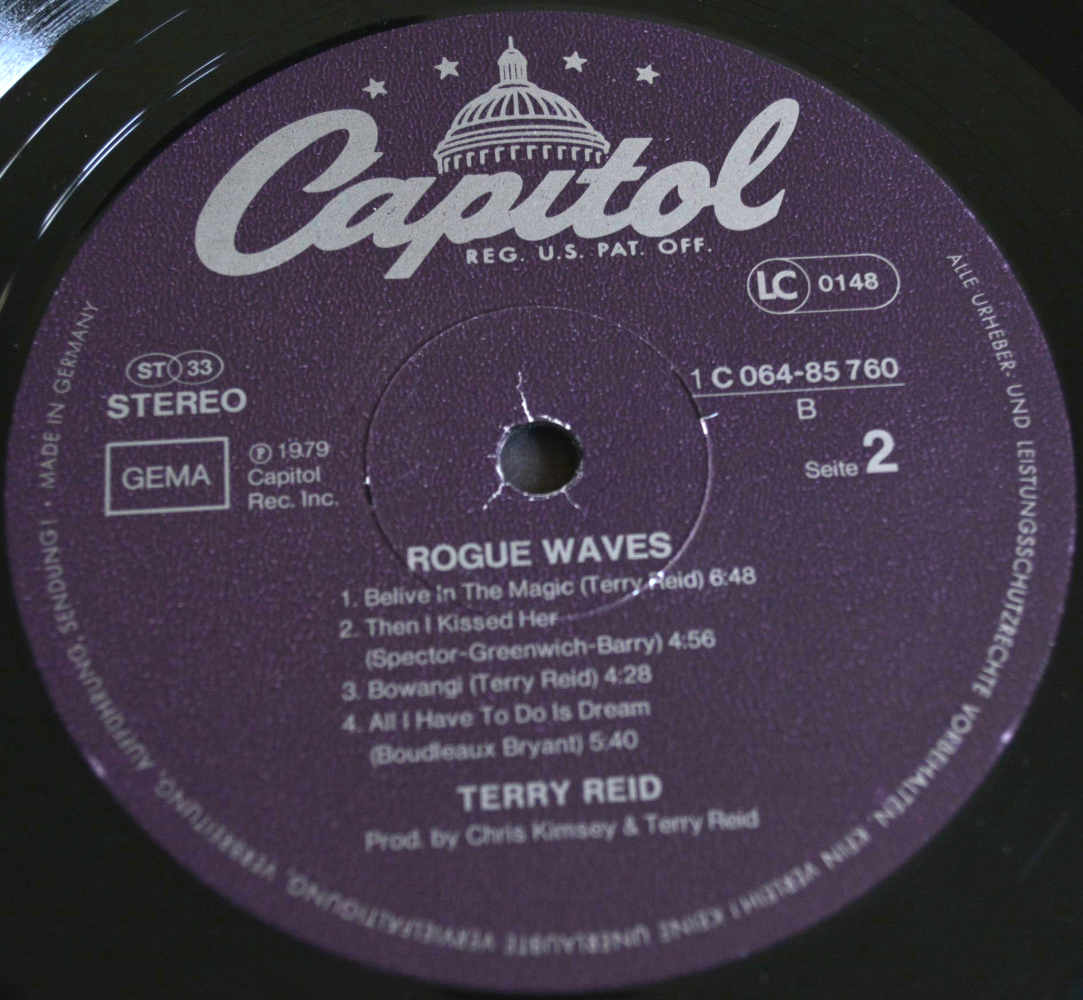 Capitol
REG. U.S. PAT. OFF.
LC 0148
ST 33
STEREO
GEMA
℗ 1979
Capitol
Rec. Inc.
1 C 064-85 760
B
Seite 2
ROGUE WAVES
1. Belive In The Magic (Terry Reid) 6:48
2. Then I Kissed Her
(Spector-Greenwich-Barry) 4:56
3. Bowangi (Terry Reid) 4:28
4. All I Have To Do Is Dream
(Boudleaux Bryant) 5:40
TERRY REID
Prod. by Chris Kimsey & Terry Reid
ALLE URHEBER- UND LEISTUNGSSCHUTZRECHTE VORBEHALTEN. KEIN VERLEIH! KEINE UNERLAUBTE VERVIELFÄLTIGUNG, VERBREITUNG, AUFFÜHRUNG, SENDUNG! • MADE IN GERMANY